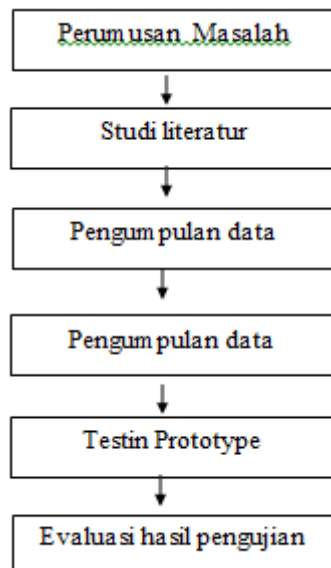 Perumusan Masalah
Studi literatur
Pengumpulan data
Pengumpulan data
Testin Prototype
Evaluasi hasil pengujian